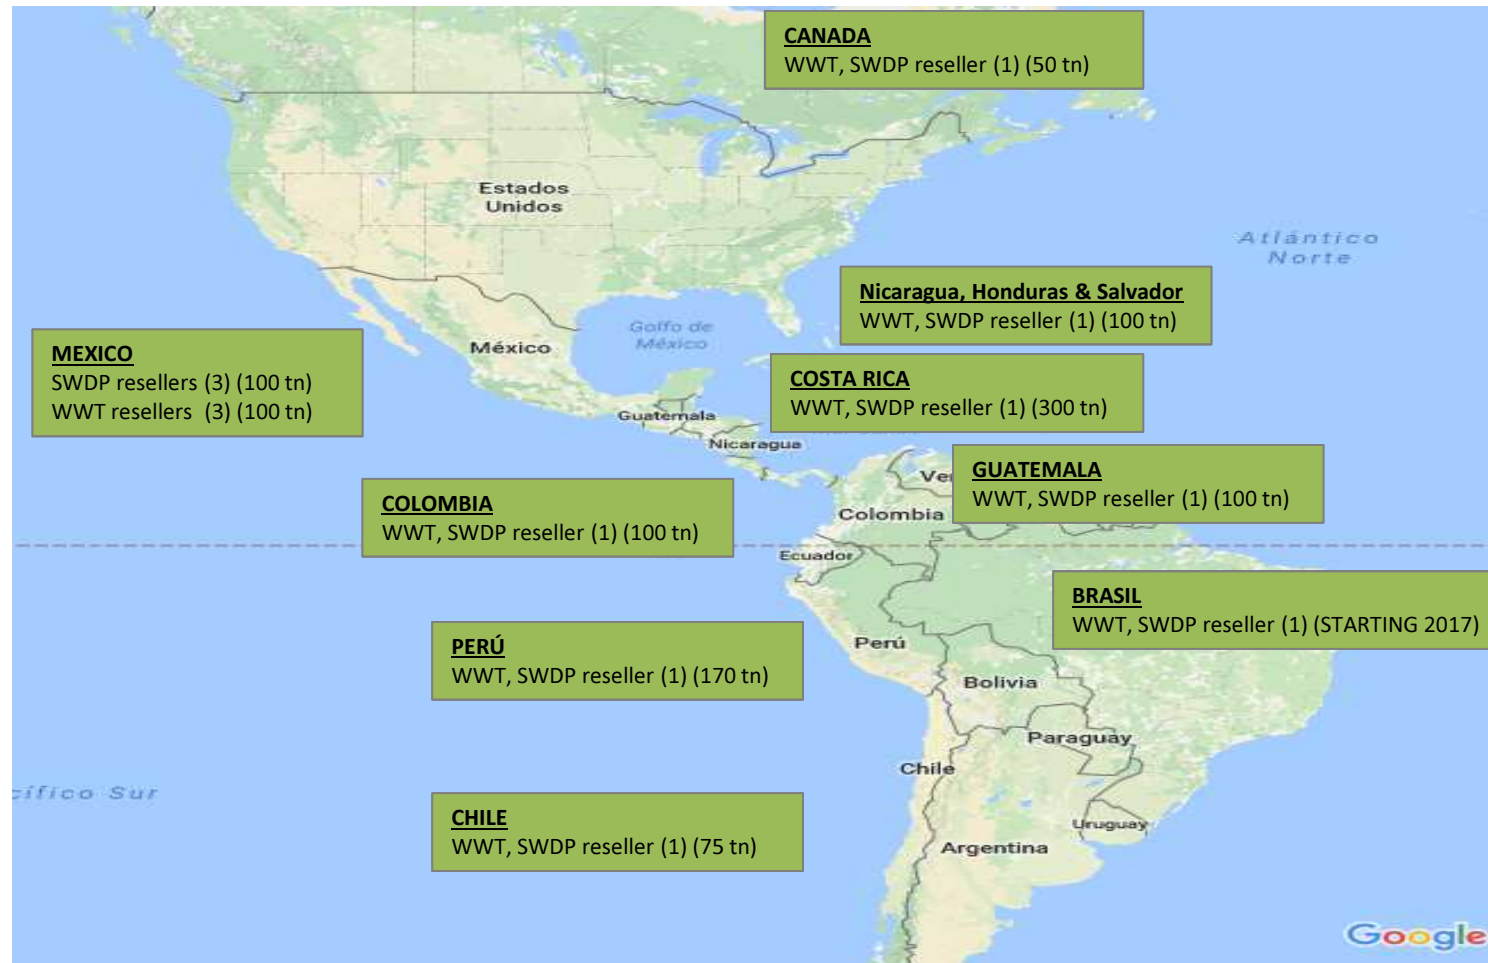 CANADA
WWT, SWDP reseller (1) (50 tn)
Estados
Unidos
Atlántico
Norte
Nicaragua, Honduras & Salvador
WWT, SWDP reseller (1) (100 tn)
Golfo de
México
MEXICO
SWDP resellers (3) (100 tn)
WWT resellers (3) (100 tn)
México
COSTA RICA
WWT, SWDP reseller (1) (300 tn)
Guatemala
Nicaragua
GUATEMALA
WWT, SWDP reseller (1) (100 tn)
Ve
COLOMBIA
WWT, SWDP reseller (1) (100 tn)
Colombia
Ecuador
BRASIL
WWT, SWDP reseller (1) (STARTING 2017)
PERÚ
WWT, SWDP reseller (1) (170 tn)
Perú
Bolivia
Paraguay
Chile
cífico Sur
CHILE
WWT, SWDP reseller (1) (75 tn)
Uruguay
Argentina
Google